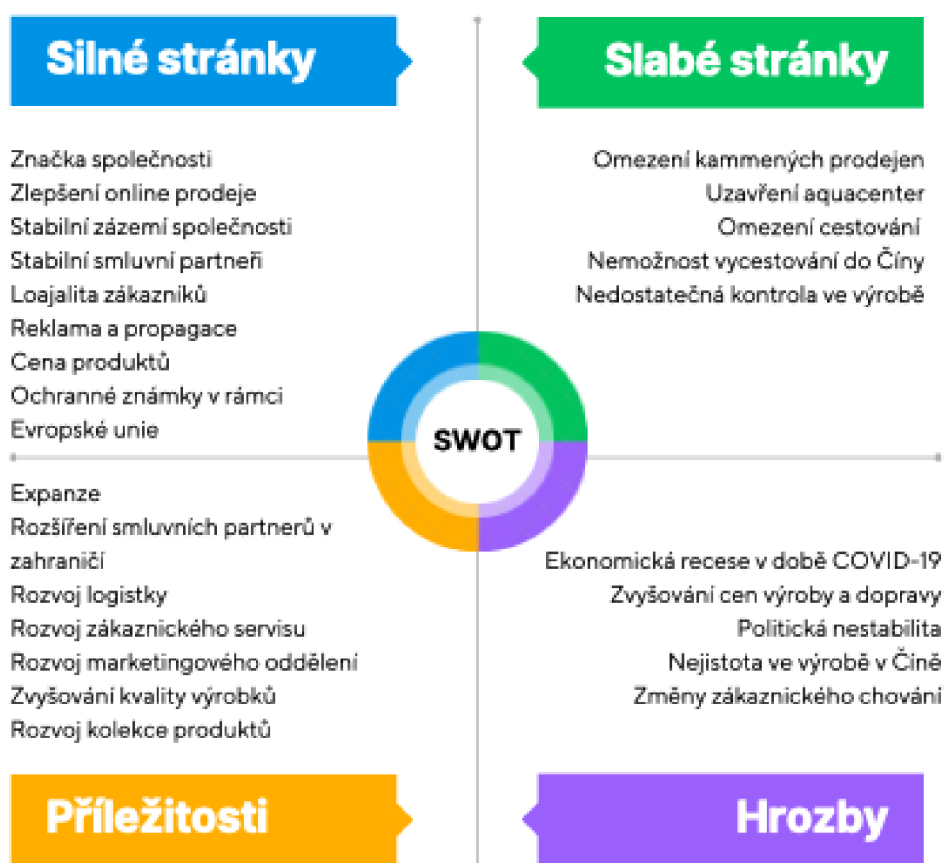 Silné stránky
Značka společnosti
Zlepšení online prodeje
Stabilní zázemí společnosti
Stabilní smluvní partneři
Loajalita zákazníků
Reklama a propagace
Cena produktů
Ochranné známky v rámci
Evropské unie
Slabé stránky
Omezení kammených prodejen
Uzavření aquacenter
Omezení cestování
Nemožnost vycestování do Číny
Nedostatečná kontrola ve výrobě
SWOT
Expanze
Rozšíření smluvních partnerů v
zahraničí
Rozvoj logistky
Rozvoj zákaznického servisu
Rozvoj marketingového oddělení
Zvyšování kvality výrobků
Rozvoj kolekce produktů
Příležitosti
Ekonomická recese v době COVID-19
Zvyšování cen výroby a dopravy
Politická nestabilita
Nejistota ve výrobě v Číně
Změny zákaznického chování
Hrozby